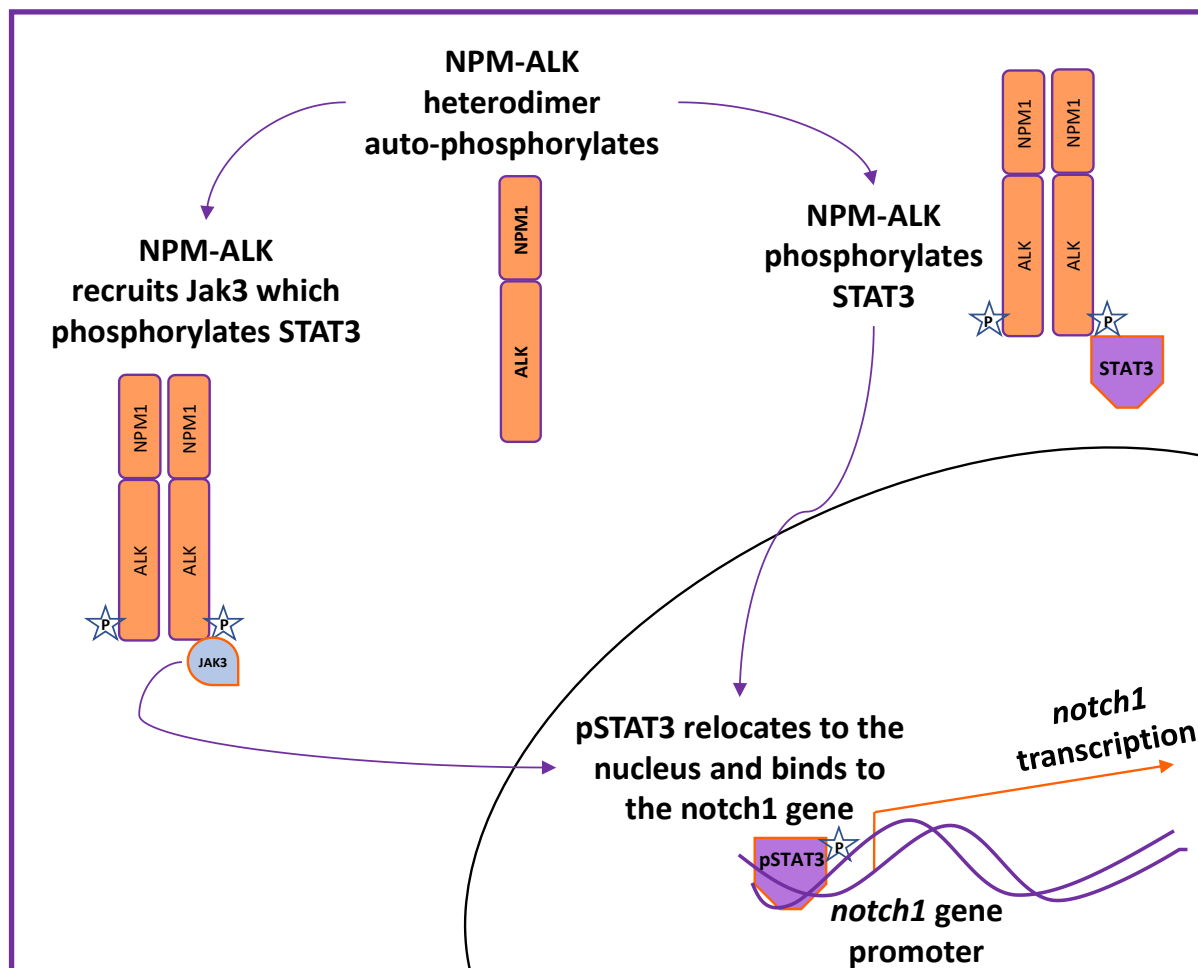 NPM-ALK
heterodimer
auto-phosphorylates
NPM1
ALK
NPM-ALK
recruits Jak3 which
phosphorylates STAT3
NPM1
NPM1
ALK
ALK
P
P
JAK3
NPM-ALK
phosphorylates
STAT3
NPM1
NPM1
ALK
ALK
P
P
STAT3
pSTAT3 relocates to the
nucleus and binds to
the notch1 gene
notch1
transcription
pSTAT3
P
notch1 gene
promoter